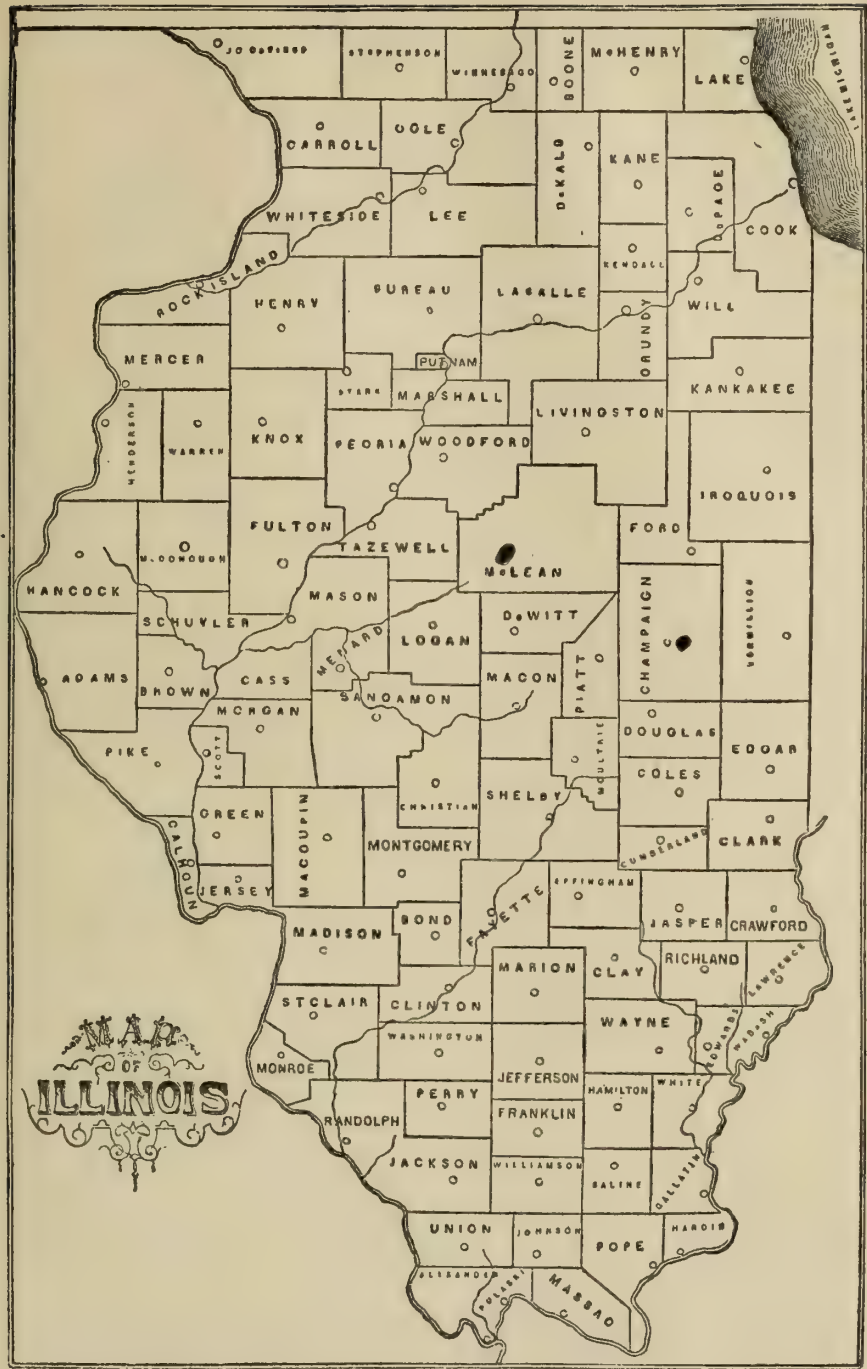 JO DAVIESS
STEPHENSON
WINNEBAGO
BOONE
McHENRY
LAKE
LAKE MICHIGAN
CARROLL
OGLE
DeKALB
KANE
DuPAGE
COOK
WHITESIDE
LEE
KENDALL
ROCK ISLAND
HENRY
BUREAU
LASALLE
GRUNDY
WILL
MERCER
PUTNAM
STARK
MARSHALL
KANKAKEE
HENDERSON
WARREN
KNOX
PEORIA
WOODFORD
LIVINGSTON
IROQUOIS
FORD
HANCOCK
McDONOUGH
FULTON
TAZEWELL
McLEAN
MASON
SCHUYLER
MENARD
LOGAN
DeWITT
CHAMPAIGN
VERMILLION
ADAMS
BROWN
CASS
SANGAMON
MACON
PIATT
MORGAN
PIKE
SCOTT
DOUGLAS
EDGAR
MOULTRIE
COLES
CALHOUN
GREEN
MACOUPIN
CHRISTIAN
SHELBY
CUMBERLAND
CLARK
JERSEY
MONTGOMERY
EFFINGHAM
FAYETTE
JASPER
CRAWFORD
MADISON
BOND
MARION
CLAY
RICHLAND
LAWRENCE
STCLAIR
CLINTON
WAYNE
EDWARDS
WABASH
WASHINGTON
MONROE
JEFFERSON
HAMILTON
WHITE
RANDOLPH
PERRY
FRANKLIN
JACKSON
WILLIAMSON
SALINE
GALLATIN
UNION
JOHNSON
POPE
HARDIN
ALEXANDER
PULASKI
MASSAC
MAP
OF
ILLINOIS